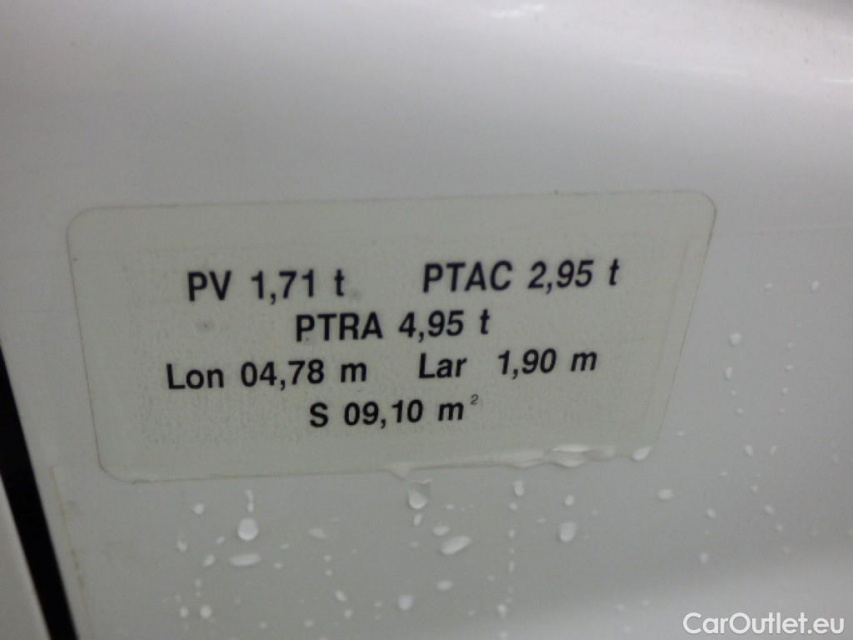 PV 1,71 t PTAC 2,95 t
PTRA 4,95 t
Lon 04,78 m Lar 1,90 m
S 09,10 m²
CarOutlet.eu